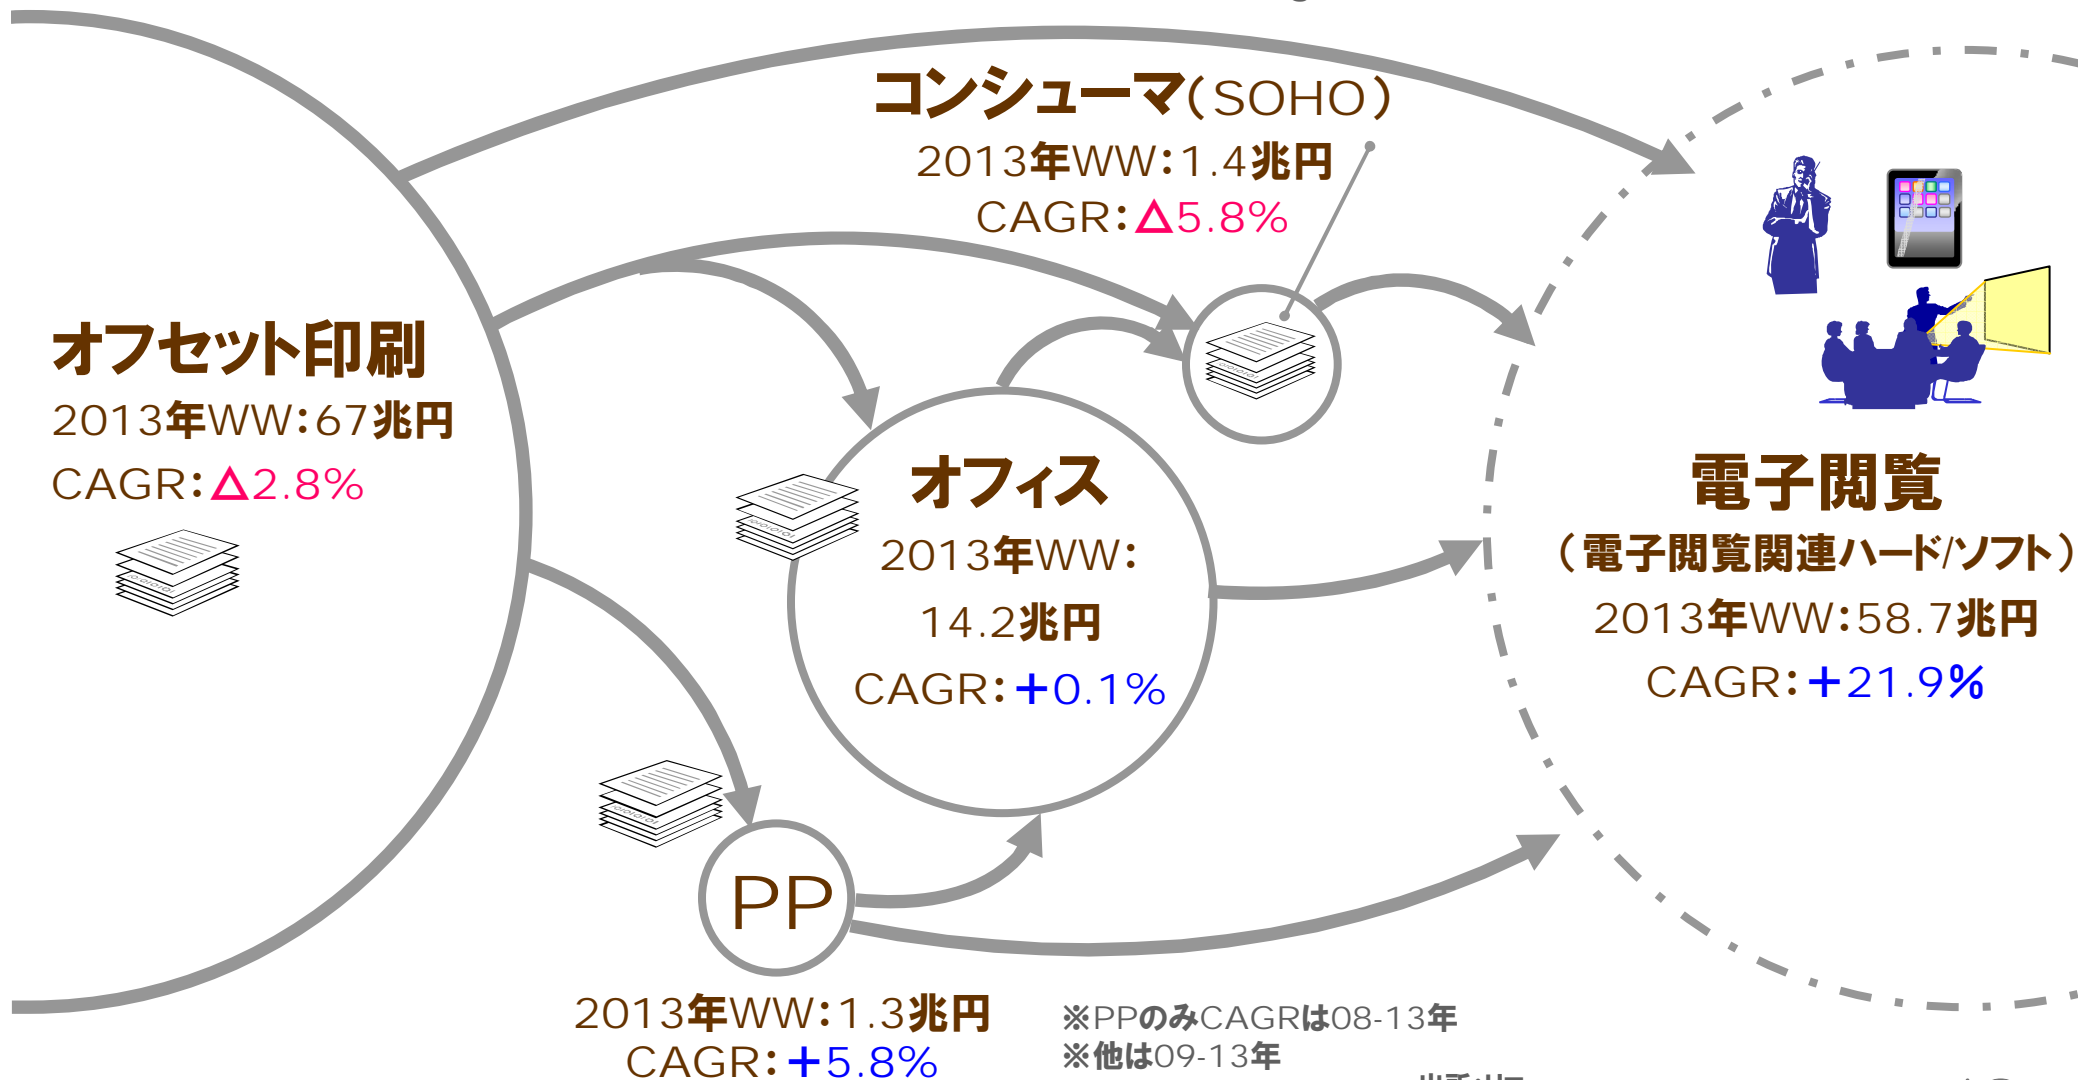 コンシューマ(SOHO)
2013年WW:1.4兆円
CAGR:△5.8%
オフセット印刷
2013年WW:67兆円
CAGR:△2.8%
オフィス
2013年WW:
14.2兆円
CAGR:+0.1%
電子閲覧
(電子閲覧関連ハード/ソフト)
2013年WW:58.7兆円
CAGR:+21.9%
PP
2013年WW:1.3兆円
CAGR:+5.8%
※PPのみCAGRは08-13年
※他は09-13年